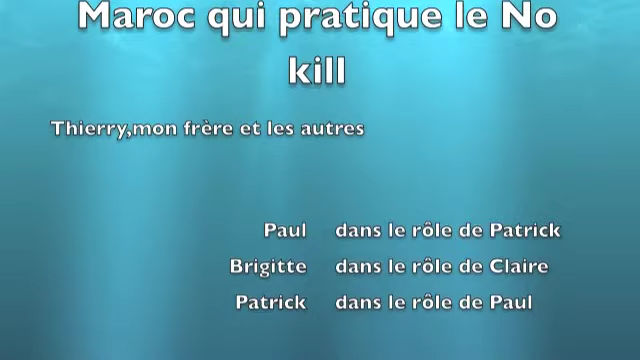 Maroc qui pratique le No
kill
Thierry,mon frère et les autres
Paul dans le rôle de Patrick
Brigitte dans le rôle de Claire
Patrick dans le rôle de Paul